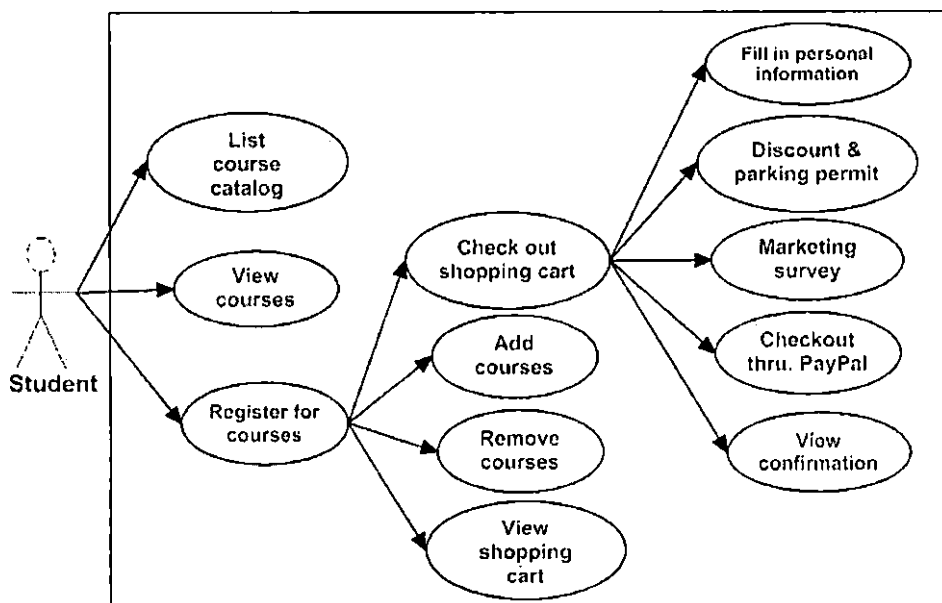 Fill in personal
information
List
course
catalog
Discount &
parking permit
Check out
shopping cart
Marketing
survey
View
courses
Add
courses
Checkout
thru. PayPal
Student
Register for
courses
Remove
courses
View
confirmation
View
shopping
cart